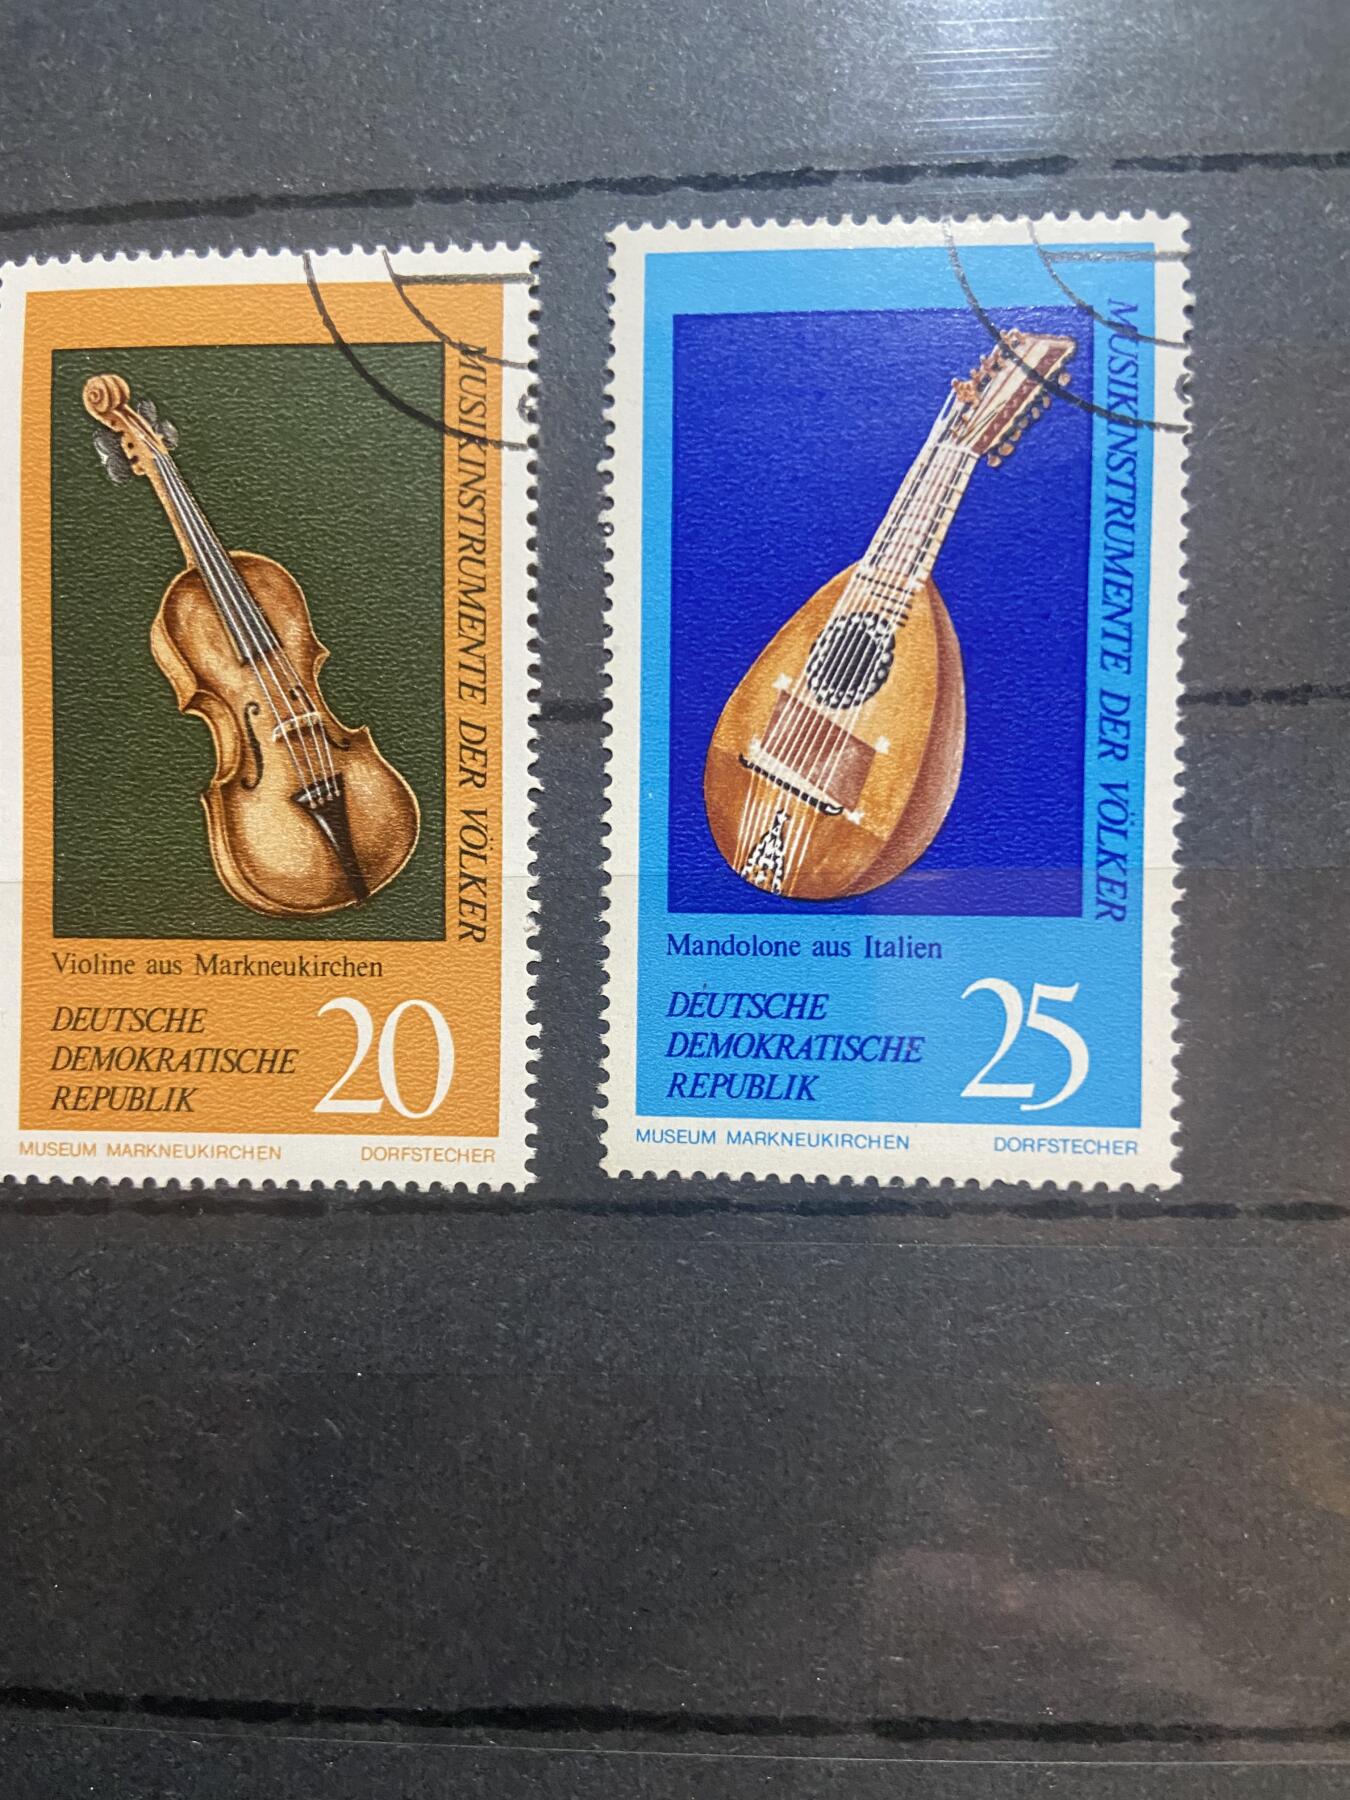 MUSIKINSTRUMENTE DER VÖLKER
Violine aus Markneukirchen
DEUTSCHE
DEMOKRATISCHE
REPUBLIK
20
MUSEUM MARKNEUKIRCHEN DORFSTECHER
MUSIKINSTRUMENTE DER VÖLKER
Mandolone aus Italien
DEUTSCHE
DEMOKRATISCHE
REPUBLIK
25
MUSEUM MARKNEUKIRCHEN DORFSTECHER